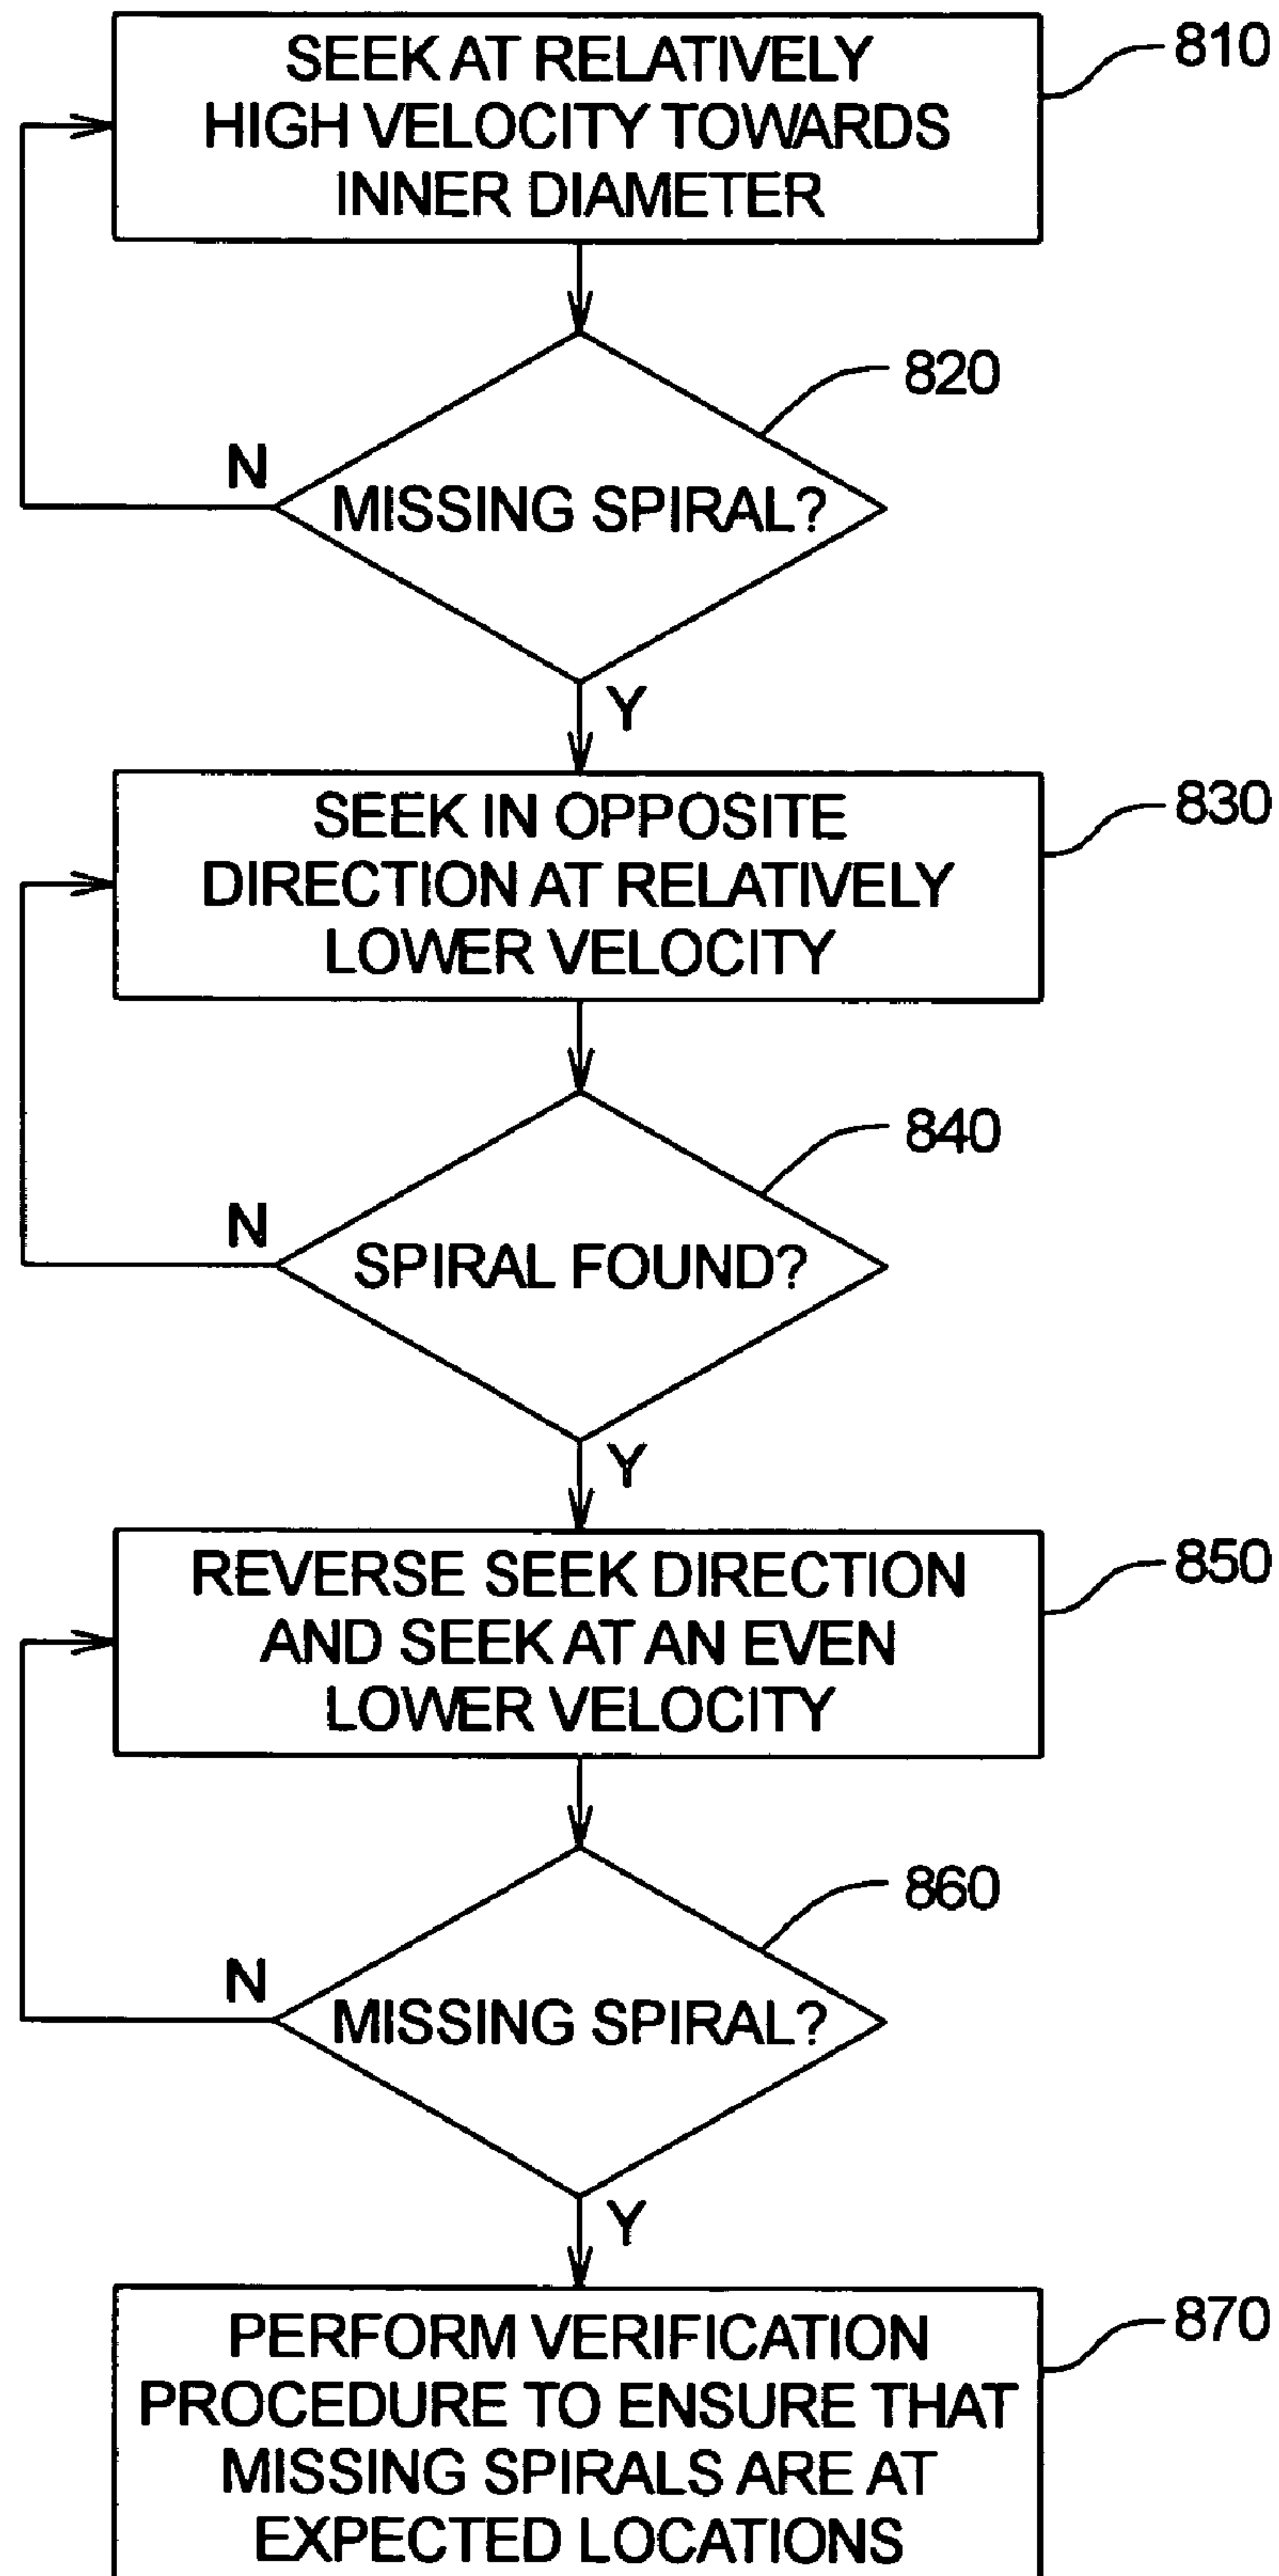 SEEK AT RELATIVELY
HIGH VELOCITY TOWARDS
INNER DIAMETER
810
820
N
MISSING SPIRAL?
Y
SEEK IN OPPOSITE
DIRECTION AT RELATIVELY
LOWER VELOCITY
830
840
N
SPIRAL FOUND?
Y
REVERSE SEEK DIRECTION
AND SEEK AT AN EVEN
LOWER VELOCITY
850
860
N
MISSING SPIRAL?
Y
PERFORM VERIFICATION
PROCEDURE TO ENSURE THAT
MISSING SPIRALS ARE AT
EXPECTED LOCATIONS
870